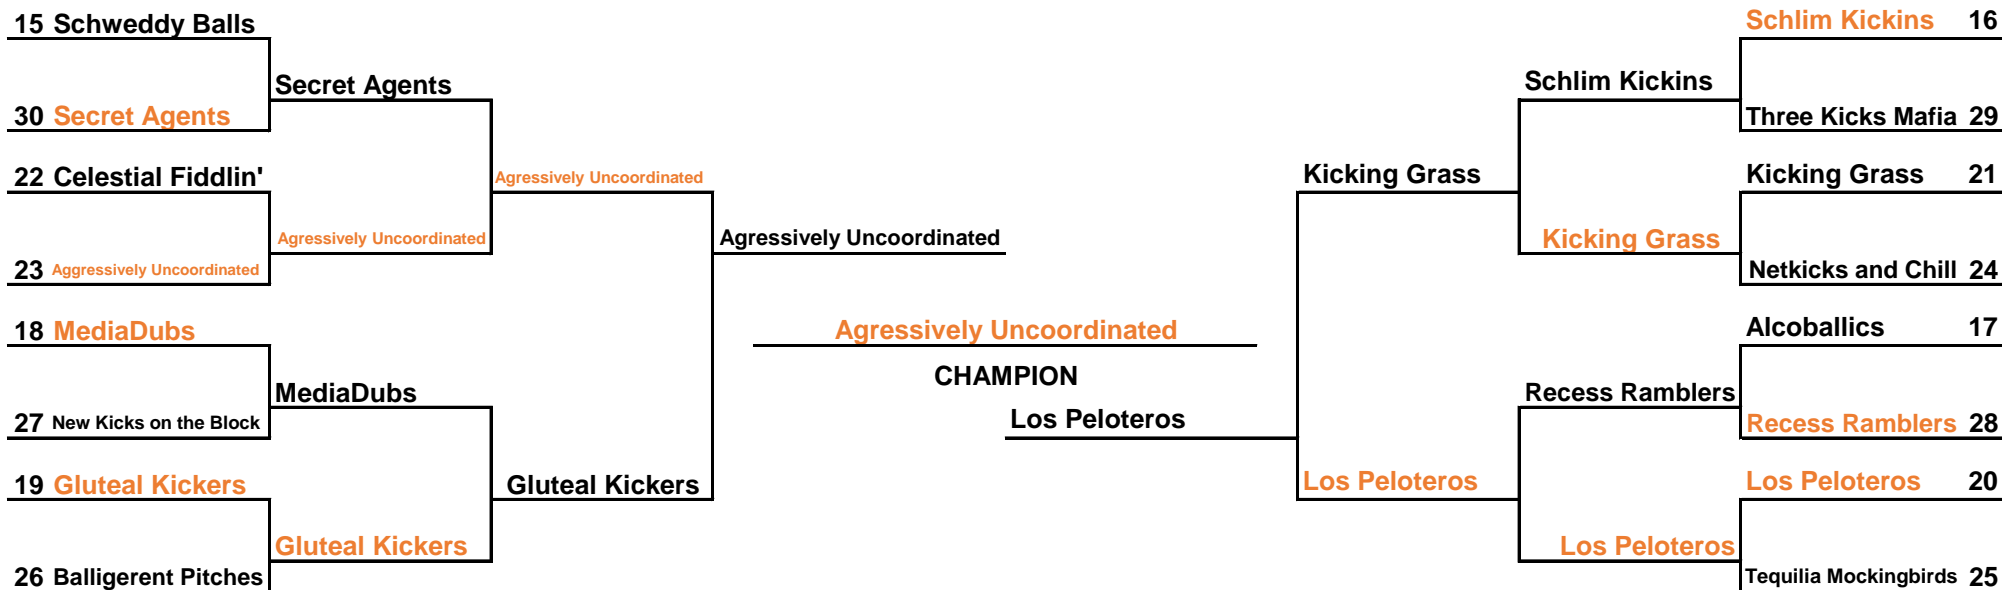 15 Schweddy Balls
Schlim Kickins 16
Secret Agents
Schlim Kickins
30 Secret Agents
Three Kicks Mafia 29
22 Celestial Fiddlin'
Agressively Uncoordinated
Kicking Grass
Kicking Grass 21
Agressively Uncoordinated
Agressively Uncoordinated
Kicking Grass
23 Aggressively Uncoordinated
Netkicks and Chill 24
18 MediaDubs
Agressively Uncoordinated
Alcoballics 17
CHAMPION
MediaDubs
Recess Ramblers
27 New Kicks on the Block
Los Peloteros
Recess Ramblers 28
19 Gluteal Kickers
Gluteal Kickers
Los Peloteros
Los Peloteros 20
Gluteal Kickers
Los Peloteros
26 Balligerent Pitches
Tequilia Mockingbirds 25